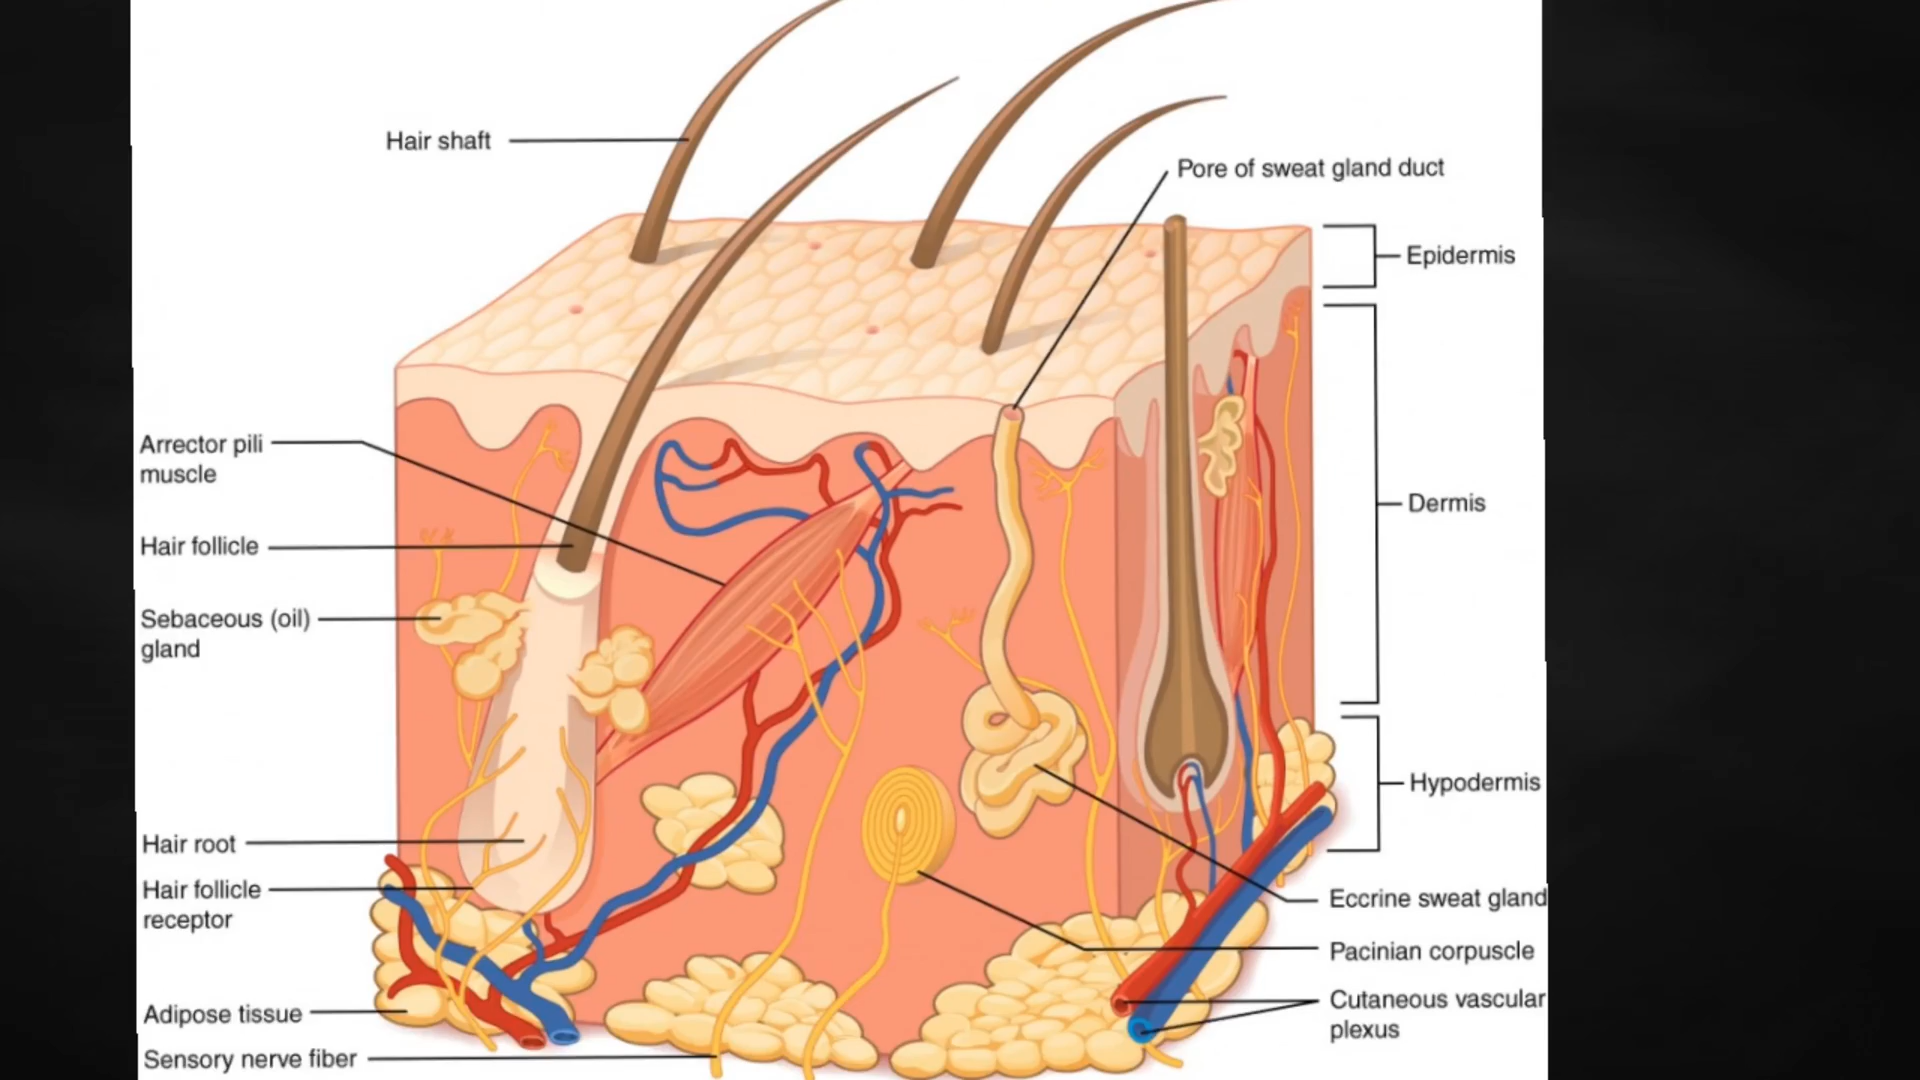 Hair shaft
Pore of sweat gland duct
Epidermis
Arrector pili
muscle
Dermis
Hair follicle
Sebaceous (oil)
gland
Hypodermis
Hair root
Hair follicle
receptor
Eccrine sweat gland
Pacinian corpuscle
Adipose tissue
Cutaneous vascular
plexus
Sensory nerve fiber